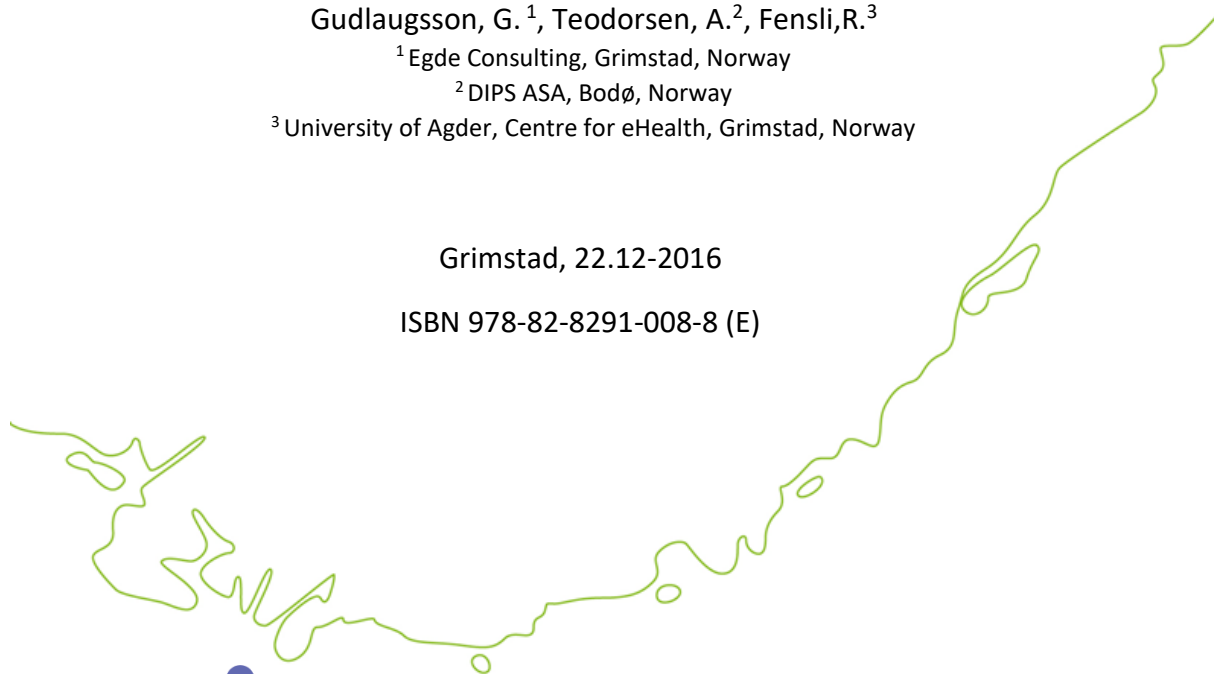 Gudlaugsson, G. ¹, Teodorsen, A.², Fensli,R.³
¹ Egde Consulting, Grimstad, Norway
² DIPS ASA, Bodø, Norway
³ University of Agder, Centre for eHealth, Grimstad, Norway
Grimstad, 22.12-2016
ISBN 978-82-8291-008-8 (E)